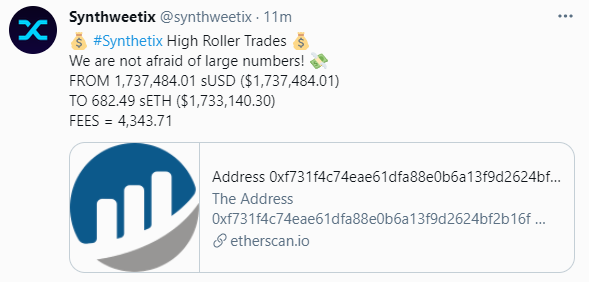 Synthweetix @synthweetix · 11m
💰 #Synthetix High Roller Trades 💰
We are not afraid of large numbers! 💸
FROM 1,737,484.01 sUSD ($1,737,484.01)
TO 682.49 sETH ($1,733,140.30)
FEES = 4,343.71
Address 0xf731f4c74eae61dfa88e0b6a13f9d2624bf...
The Address
0xf731f4c74eae61dfa88e0b6a13f9d2624bf2b16f ...
etherscan.io